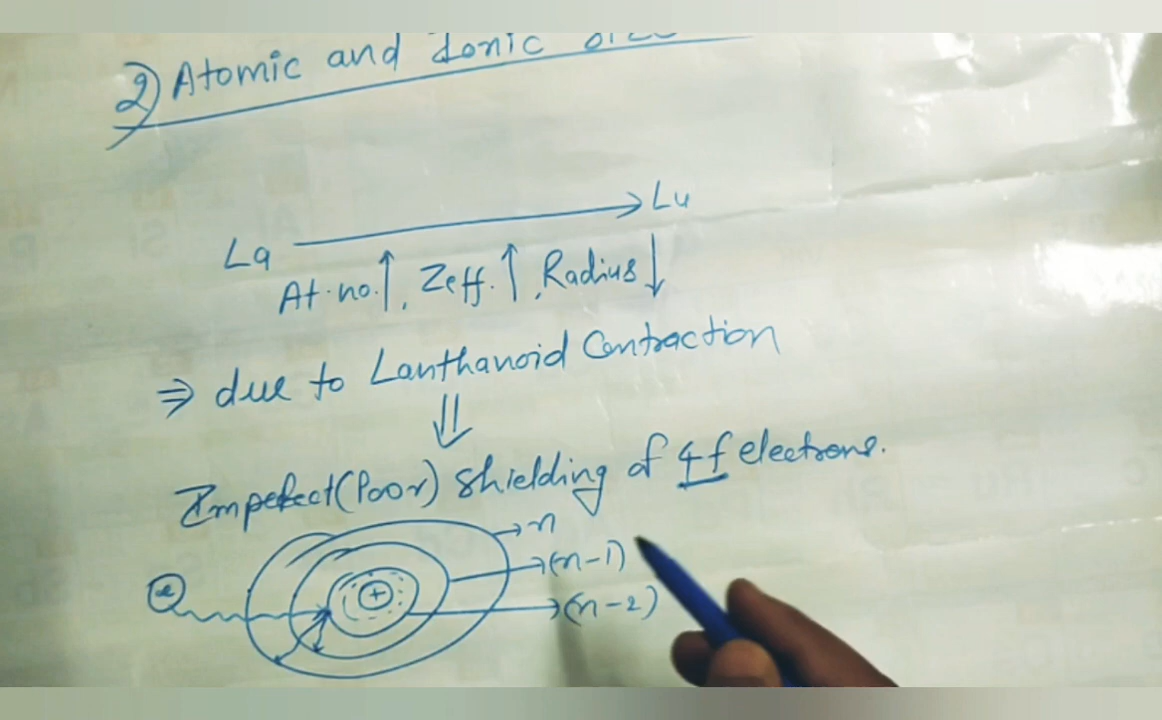 2) Atomic and Ionic Size
La → Lu
At. no. ↑, Zeff. ↑, Radius ↓
⇒ due to Lanthanoid Contraction
⇓
Imperfect (Poor) Shielding of 4f electrons.
→ n
e → (n-1)
+ → (n-2)